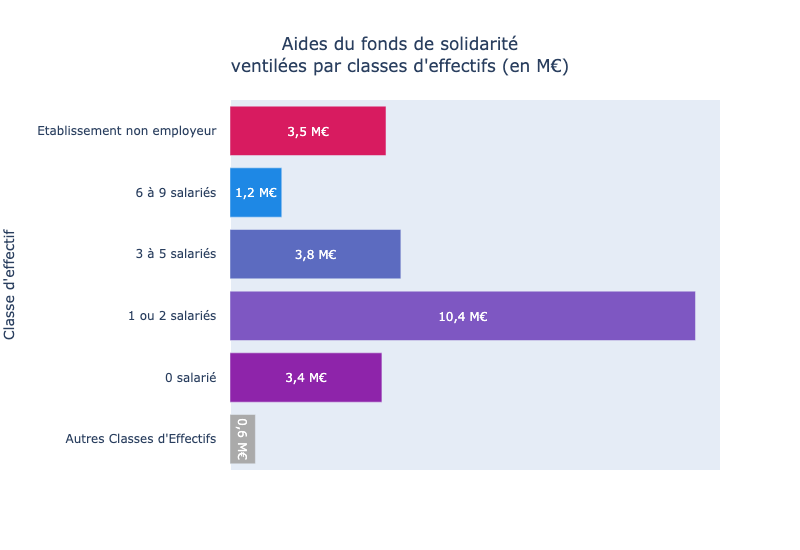 Aides du fonds de solidarité
ventilées par classes d'effectifs (en M€)
Classe d'effectif
Etablissement non employeur
3,5 M€
6 à 9 salariés
1,2 M€
3 à 5 salariés
3,8 M€
1 ou 2 salariés
10,4 M€
0 salarié
3,4 M€
Autres Classes d'Effectifs
0,6 M€